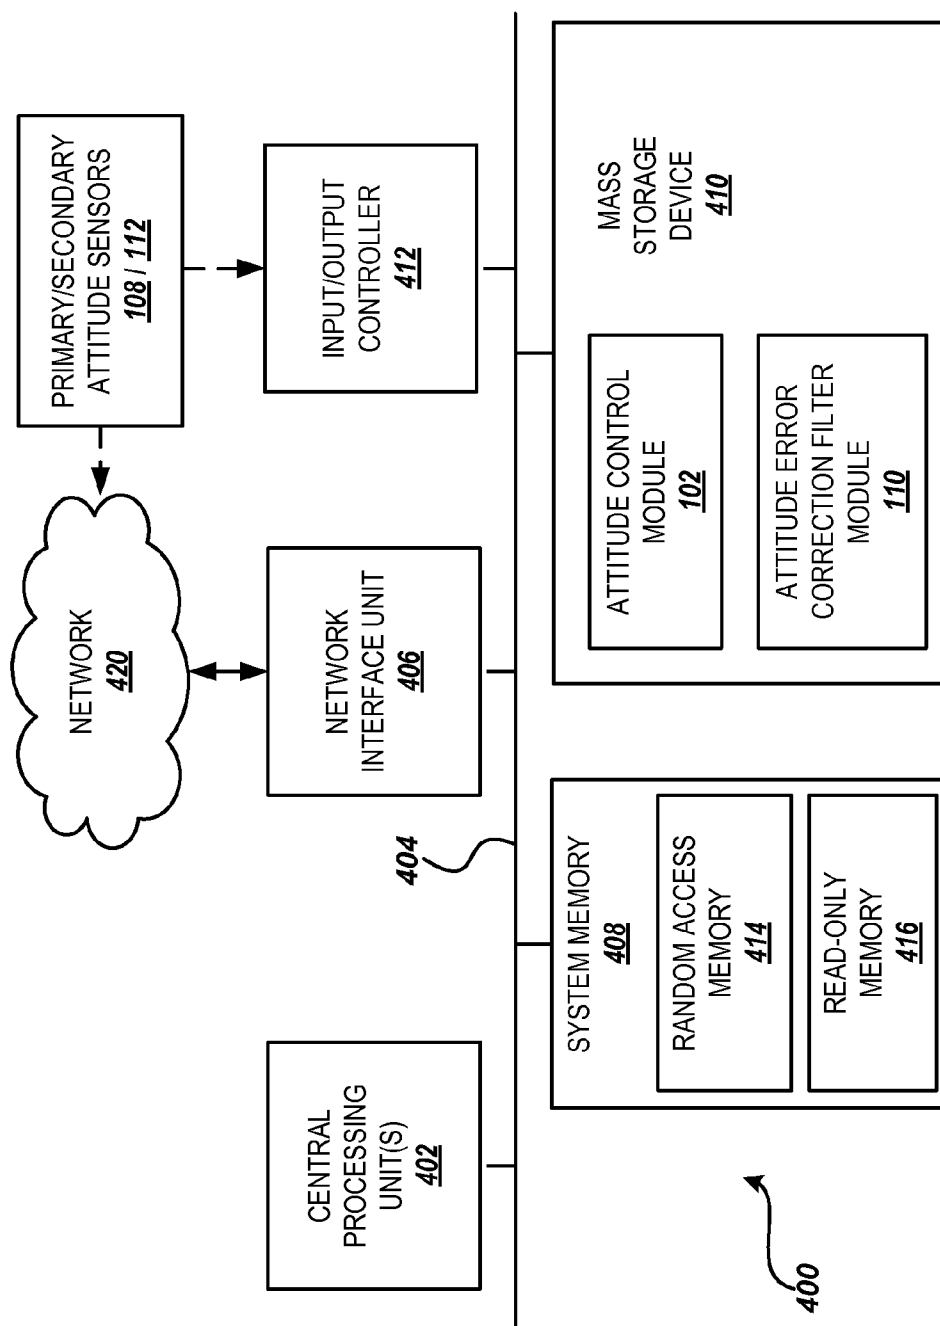 NETWORK
420
PRIMARY/SECONDARY
ATTITUDE SENSORS
108 / 112
CENTRAL
PROCESSING
UNIT(S)
402
NETWORK
INTERFACE UNIT
406
INPUT/OUTPUT
CONTROLLER
412
404
SYSTEM MEMORY
408
RANDOM ACCESS
MEMORY
414
READ-ONLY
MEMORY
416
ATTITUDE CONTROL
MODULE
102
ATTITUDE ERROR
CORRECTION FILTER
MODULE
110
MASS
STORAGE
DEVICE
410
400